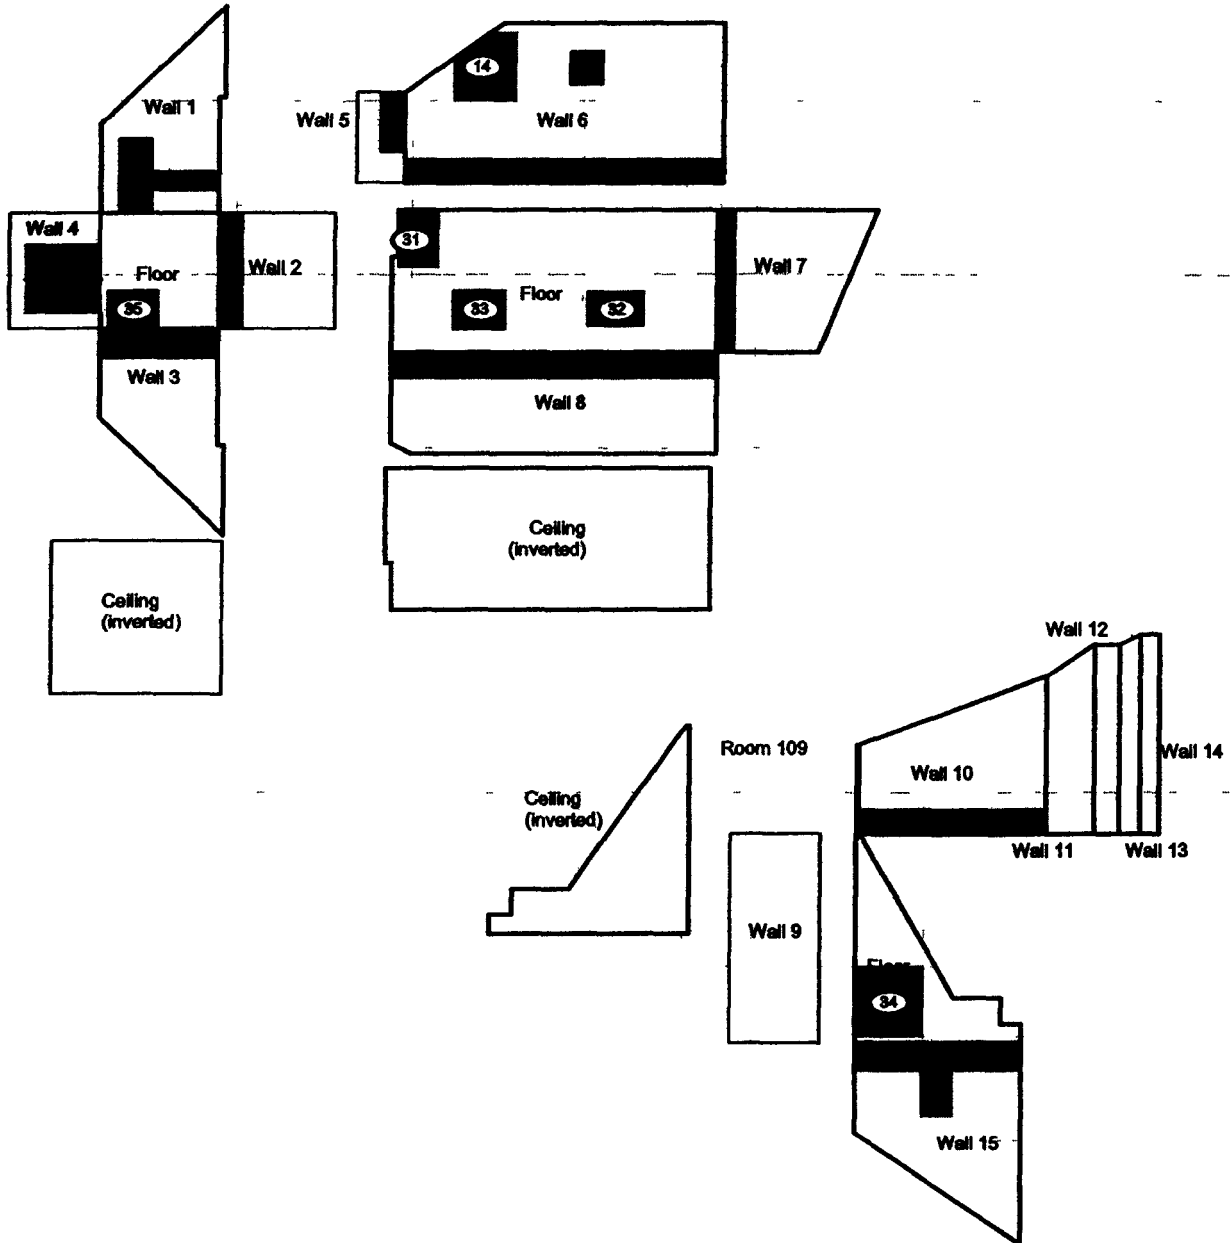 14
Wall 1
Wall 5
Wall 6
Wall 4
31
Floor
Wall 2
Wall 7
Floor
35
33
32
Wall 3
Wall 8
Ceiling
(inverted)
Ceiling
(inverted)
Wall 12
Room 109
Wall 14
Wall 10
Ceiling
(inverted)
Wall 11
Wall 13
Wall 9
Floor
34
Wall 15